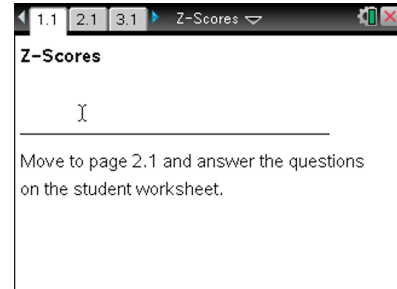 1.1 2.1 3.1 Z-Scores
Z-Scores
Move to page 2.1 and answer the questions
on the student worksheet.